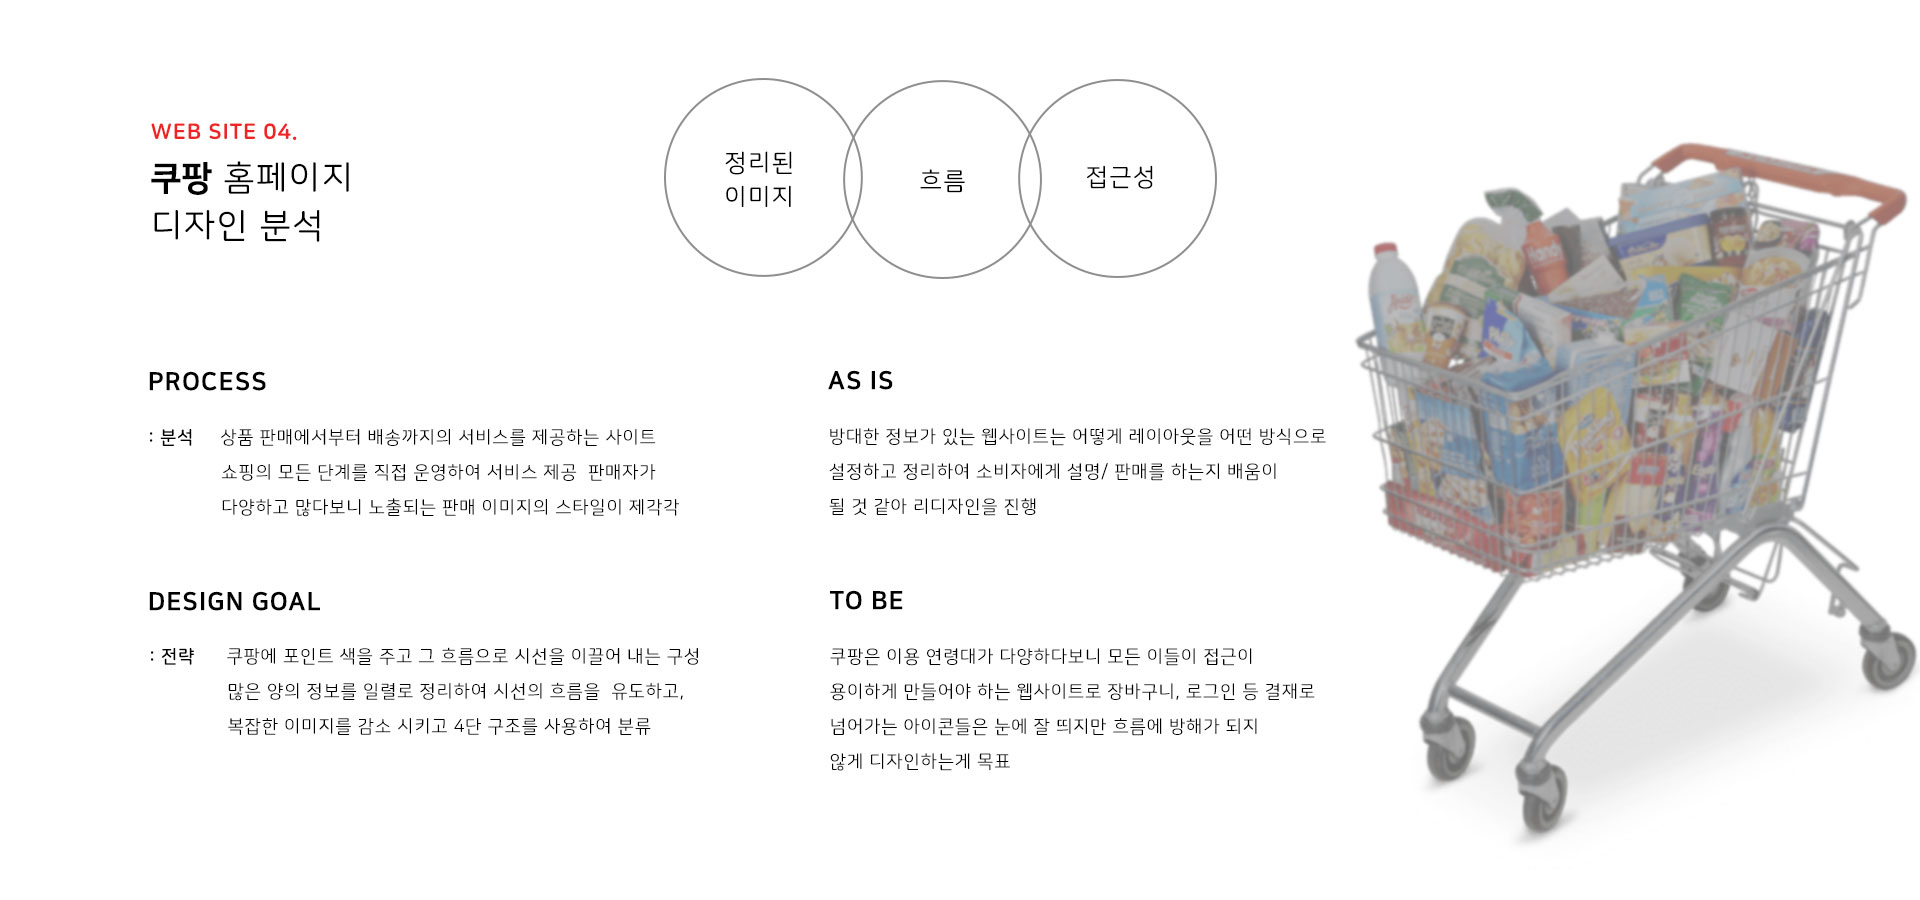 WEB SITE 04.
쿠팡 홈페이지
디자인 분석
정리된
이미지
흐름
접근성
PROCESS
: 분석 상품 판매에서부터 배송까지의 서비스를 제공하는 사이트
쇼핑의 모든 단계를 직접 운영하여 서비스 제공 판매자가
다양하고 많다보니 노출되는 판매 이미지의 스타일이 제각각
AS IS
방대한 정보가 있는 웹사이트는 어떻게 레이아웃을 어떤 방식으로
설정하고 정리하여 소비자에게 설명/ 판매를 하는지 배움이
될 것 같아 리디자인을 진행
DESIGN GOAL
: 전략 쿠팡에 포인트 색을 주고 그 흐름으로 시선을 이끌어 내는 구성
많은 양의 정보를 일렬로 정리하여 시선의 흐름을 유도하고,
복잡한 이미지를 감소 시키고 4단 구조를 사용하여 분류
TO BE
쿠팡은 이용 연령대가 다양하다보니 모든 이들이 접근이
용이하게 만들어야 하는 웹사이트로 장바구니, 로그인 등 결재로
넘어가는 아이콘들은 눈에 잘 띄지만 흐름에 방해가 되지
않게 디자인하는게 목표